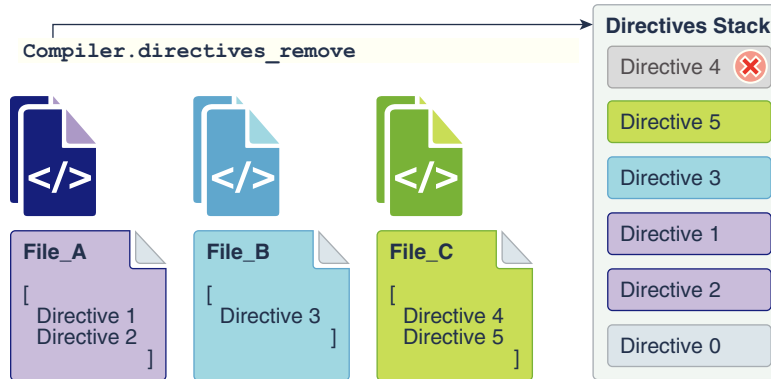 Compiler.directives_remove
Directives Stack
Directive 4
Directive 5
Directive 3
Directive 1
Directive 2
Directive 0
</>
</>
</>
File_A
[
Directive 1
Directive 2
]
File_B
[
Directive 3
]
File_C
[
Directive 4
Directive 5
]